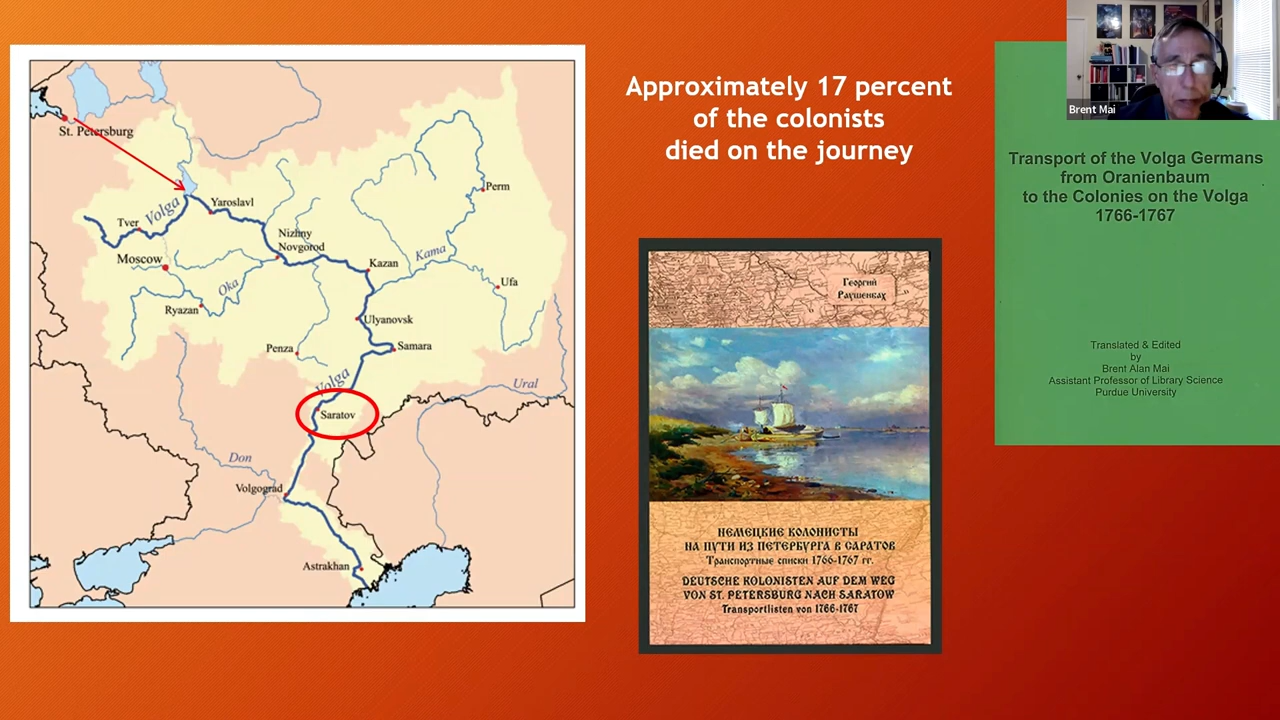 St. Petersburg
Volga
Yaroslavl
Tver
Moscow
Nizhny
Novgorod
Oka
Ryazan
Kazan
Kama
Perm
Ufa
Ulyanovsk
Samara
Penza
Volga
Saratov
Ural
Don
Volgograd
Astrakhan
Approximately 17 percent
of the colonists
died on the journey
Георгий
Раушенбах
НЕМЕЦКИЕ КОЛОНИСТЫ
НА ПУТИ ИЗ ПЕТЕРБУРГА В САРАТОВ
Транспортные списки 1766-1767 гг.
DEUTSCHE KOLONISTEN AUF DEM WEG
VON ST. PETERSBURG NACH SARATOW
Transportlisten von 1766-1767
Brent Mai
Transport of the Volga Germans
from Oranienbaum
to the Colonies on the Volga
1766-1767
Translated & Edited
by
Brent Alan Mai
Assistant Professor of Library Science
Purdue University